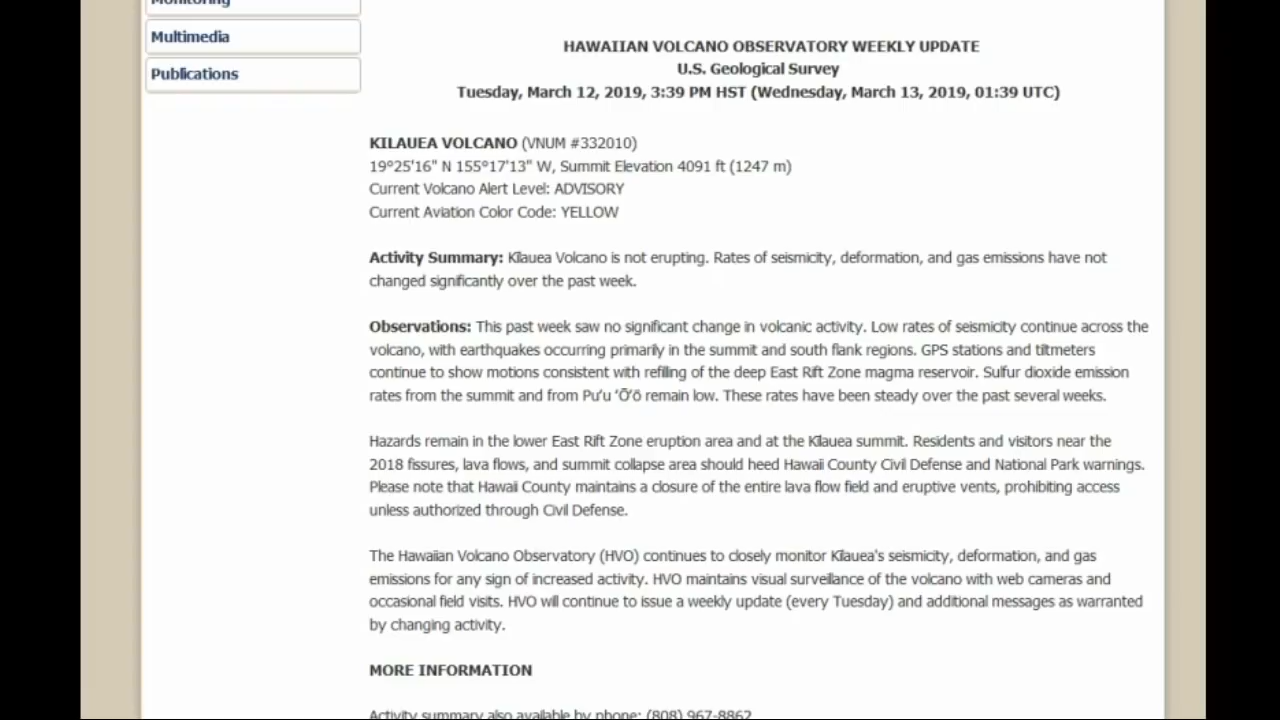 Monitoring
Multimedia
Publications
HAWAIIAN VOLCANO OBSERVATORY WEEKLY UPDATE
U.S. Geological Survey
Tuesday, March 12, 2019, 3:39 PM HST (Wednesday, March 13, 2019, 01:39 UTC)
KILAUEA VOLCANO (VNUM #332010)
19°25'16" N 155°17'13" W, Summit Elevation 4091 ft (1247 m)
Current Volcano Alert Level: ADVISORY
Current Aviation Color Code: YELLOW
Activity Summary: Kīlauea Volcano is not erupting. Rates of seismicity, deformation, and gas emissions have not
changed significantly over the past week.
Observations: This past week saw no significant change in volcanic activity. Low rates of seismicity continue across the
volcano, with earthquakes occurring primarily in the summit and south flank regions. GPS stations and tiltmeters
continue to show motions consistent with refilling of the deep East Rift Zone magma reservoir. Sulfur dioxide emission
rates from the summit and from Pu'u 'Ō'ō remain low. These rates have been steady over the past several weeks.
Hazards remain in the lower East Rift Zone eruption area and at the Kīlauea summit. Residents and visitors near the
2018 fissures, lava flows, and summit collapse area should heed Hawaii County Civil Defense and National Park warnings.
Please note that Hawaii County maintains a closure of the entire lava flow field and eruptive vents, prohibiting access
unless authorized through Civil Defense.
The Hawaiian Volcano Observatory (HVO) continues to closely monitor Kīlauea's seismicity, deformation, and gas
emissions for any sign of increased activity. HVO maintains visual surveillance of the volcano with web cameras and
occasional field visits. HVO will continue to issue a weekly update (every Tuesday) and additional messages as warranted
by changing activity.
MORE INFORMATION
Activity summary also available by phone: (808) 967-8862